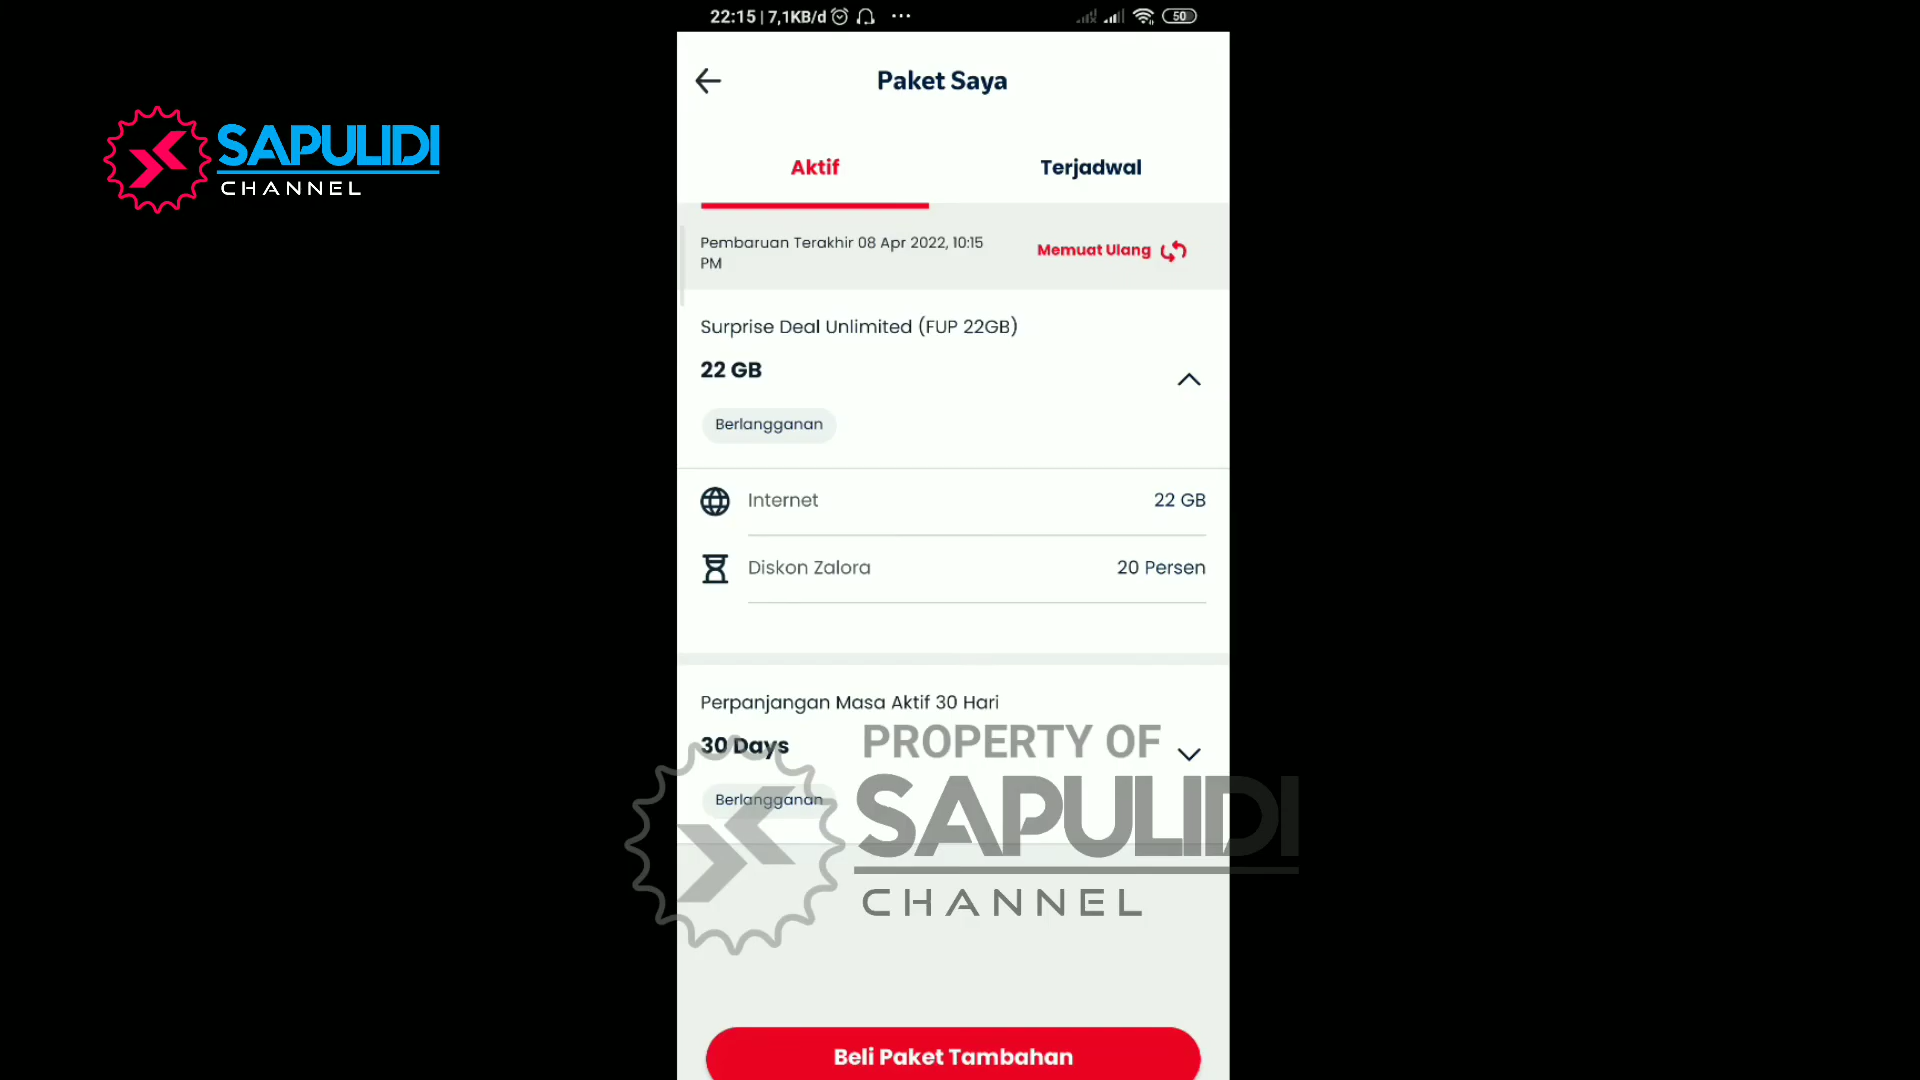 22:15 | 7,1KB/d
50
SAPULIDI
CHANNEL
Paket Saya
Aktif
Terjadwal
Pembaruan Terakhir 08 Apr 2022, 10:15
PM
Memuat Ulang
Surprise Deal Unlimited (FUP 22GB)
22 GB
Berlangganan
Internet
22 GB
Diskon Zalora
20 Persen
Perpanjangan Masa Aktif 30 Hari
30 Days
Berlangganan
PROPERTY OF
SAPULIDI
CHANNEL
Beli Paket Tambahan